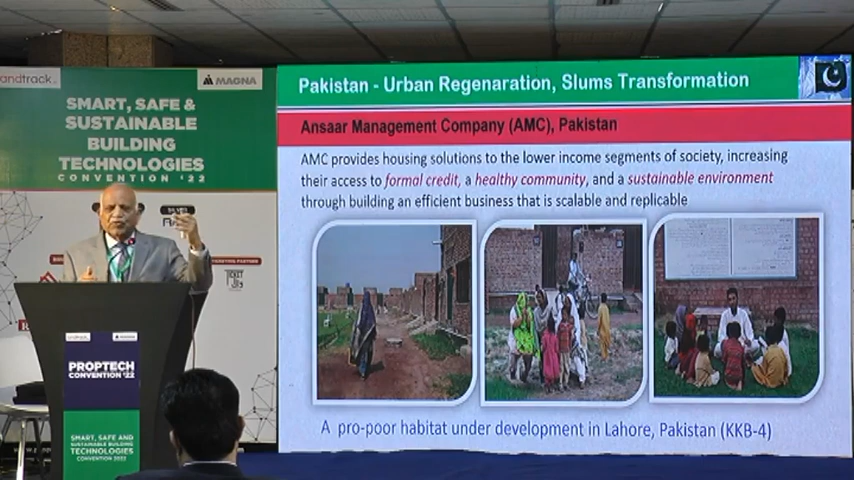 andtrack.
MAGNA
SMART, SAFE &
SUSTAINABLE
BUILDING
TECHNOLOGIES
CONVENTION '22
SILVER
TICKET
PROPTECH
CONVENTION '22
SMART, SAFE AND
SUSTAINABLE BUILDING
TECHNOLOGIES
CONVENTION 2022
Pakistan - Urban Regenaration, Slums Transformation
Ansaar Management Company (AMC), Pakistan
AMC provides housing solutions to the lower income segments of society, increasing
their access to formal credit, a healthy community, and a sustainable environment
through building an efficient business that is scalable and replicable
A pro-poor habitat under development in Lahore, Pakistan (KKB-4)